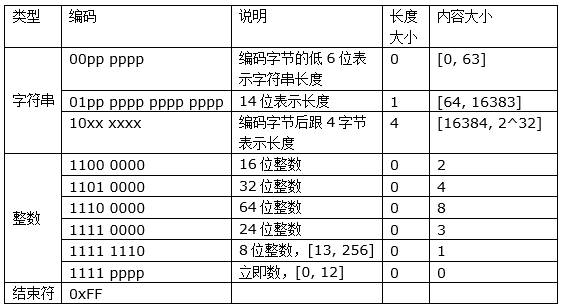 类型 编码 说明 长度大小 内容大小
字符串 00pp pppp 编码字节的低 6 位表示字符串长度 0 [0, 63]
01pp pppp pppp pppp 14 位表示长度 1 [64, 16383]
10xx xxxx 编码字节后跟 4 字节表示长度 4 [16384, 2^32]
整数 1100 0000 16 位整数 0 2
1101 0000 32 位整数 0 4
1110 0000 64 位整数 0 8
1111 0000 24 位整数 0 3
1111 1110 8 位整数，[13, 256] 0 1
1111 pppp 立即数，[0, 12] 0 0
结束符 0xFF